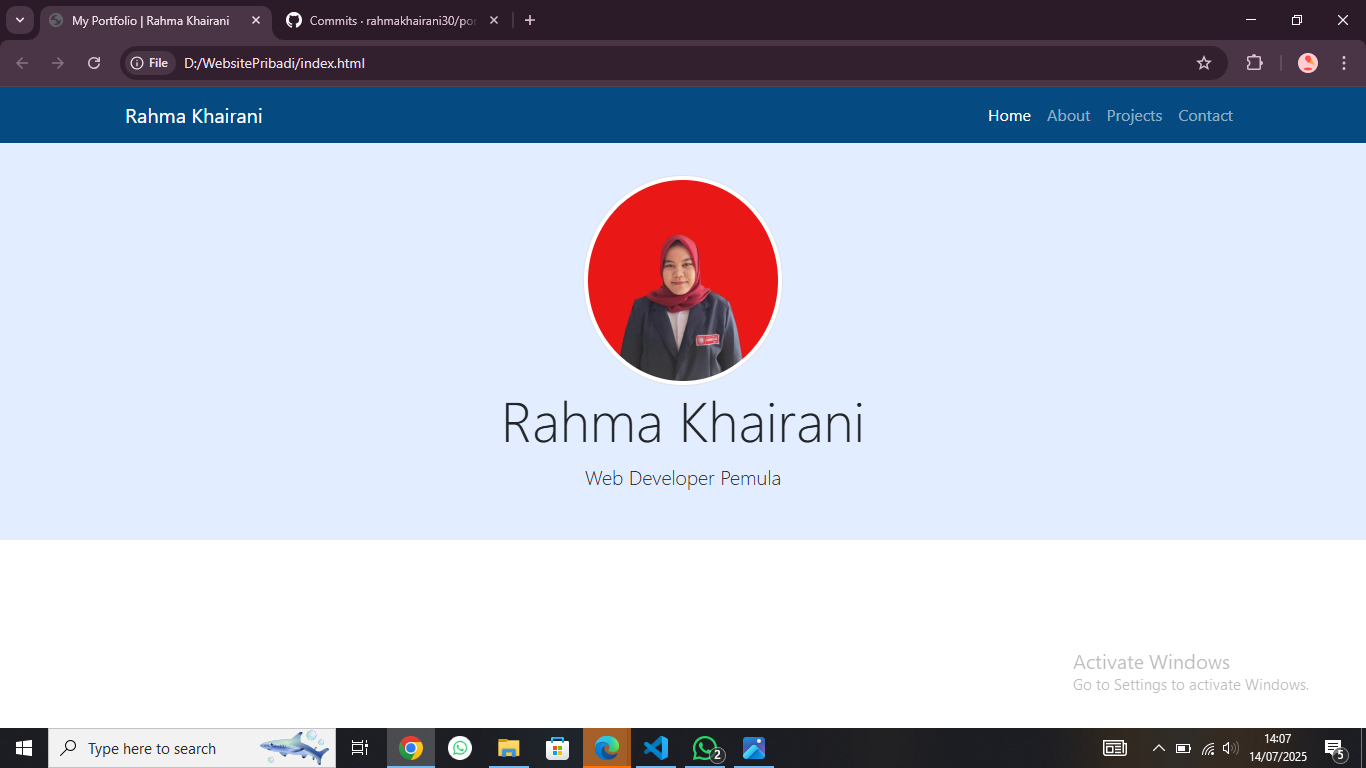 My Portfolio | Rahma Khairani
Commits · rahmakhairani30/por
File
D:/WebsitePribadi/index.html
Rahma Khairani
Home
About
Projects
Contact
Rahma Khairani
Web Developer Pemula
Activate Windows
Go to Settings to activate Windows.
Type here to search
2
14:07
14/07/2025
5